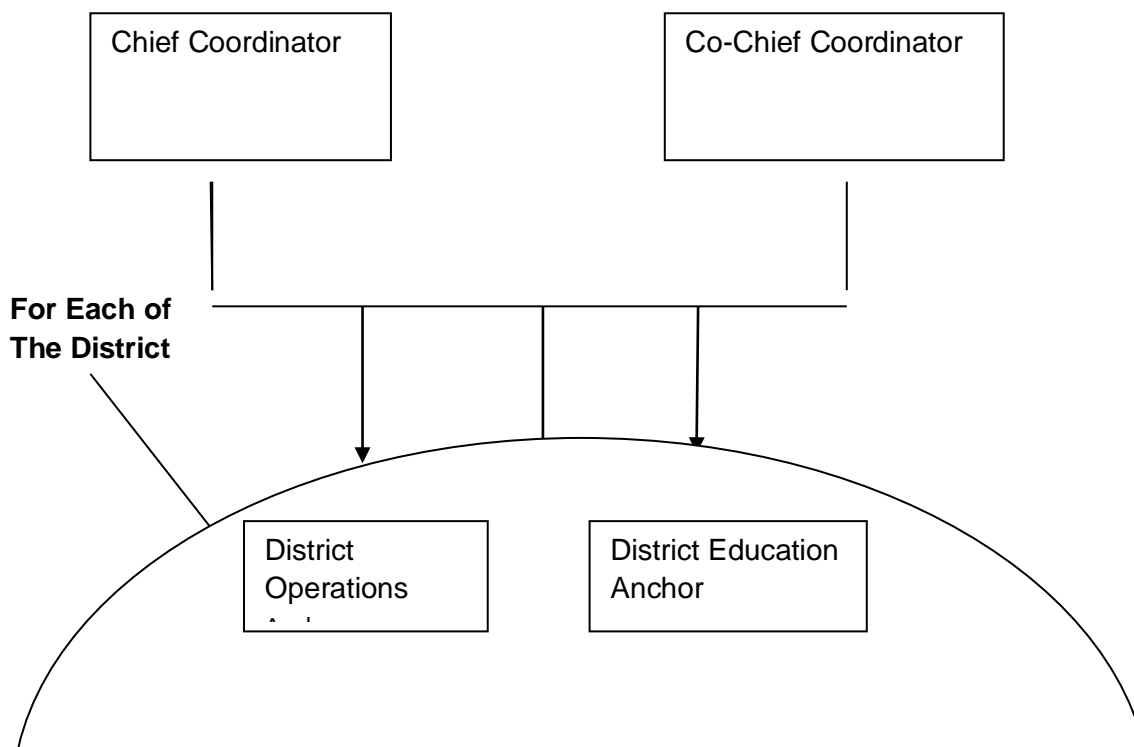 Chief Coordinator
Co-Chief Coordinator
For Each of
The District
District
Operations
District Education
Anchor